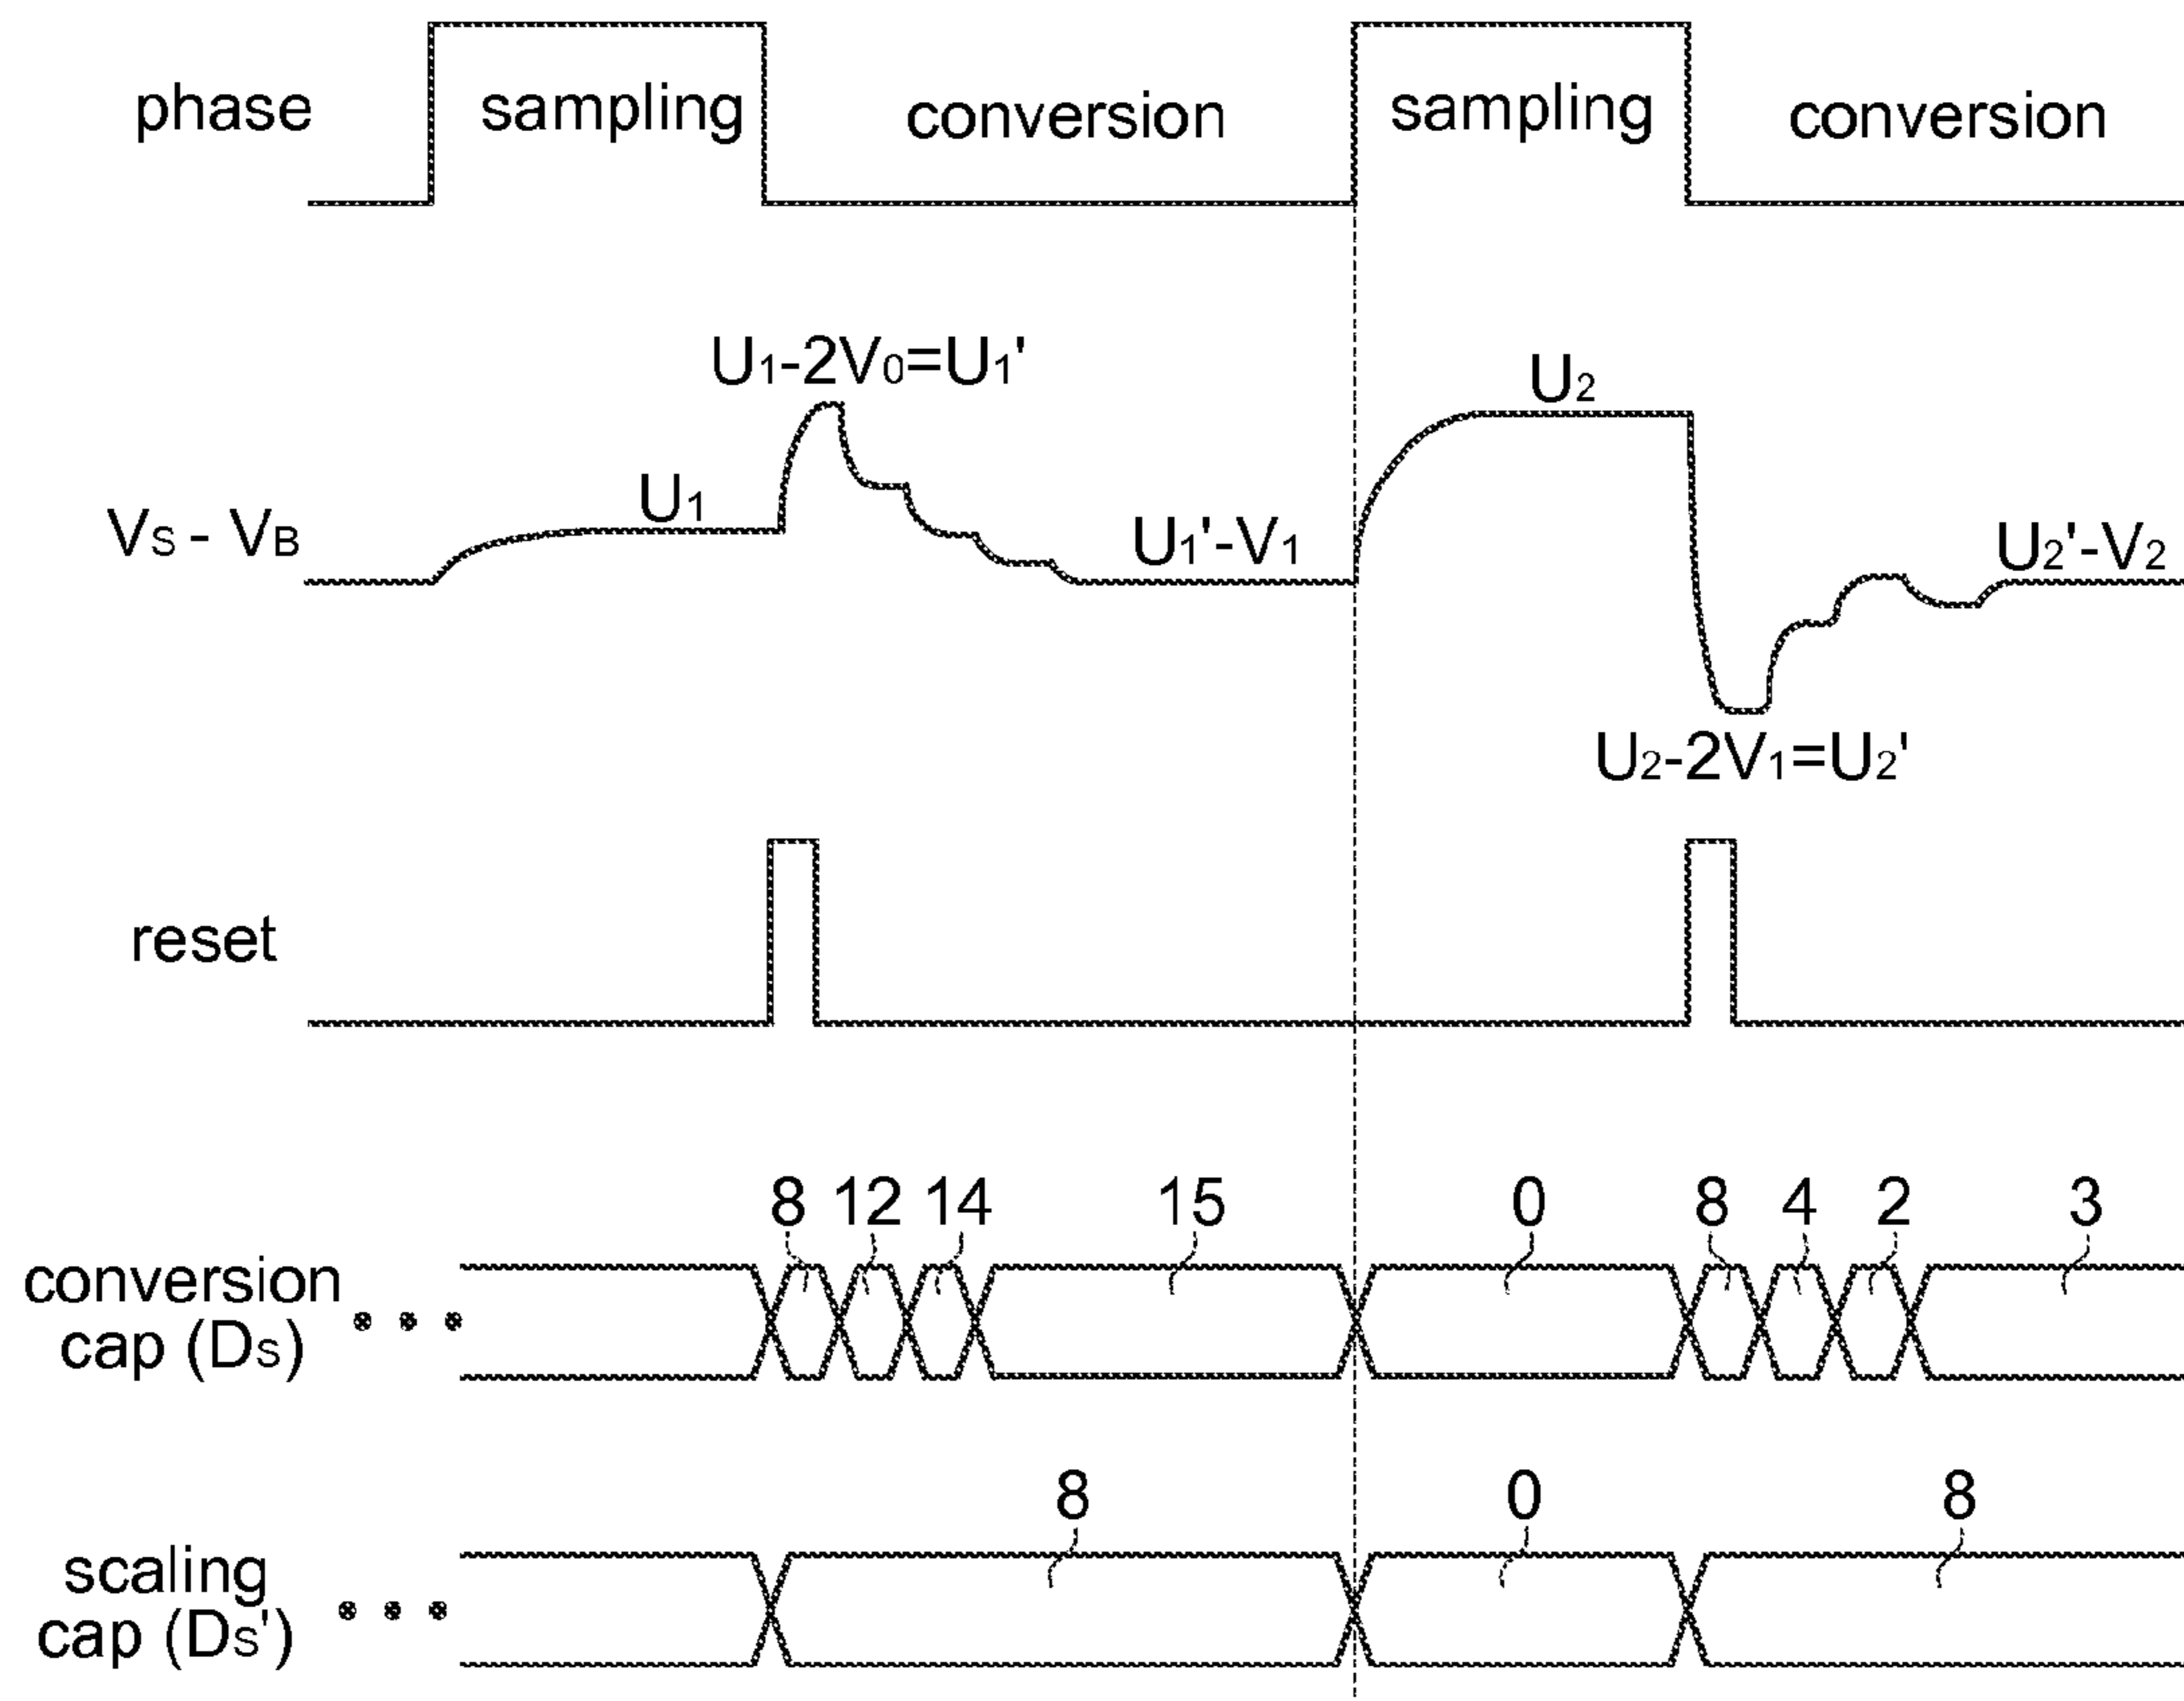 phase
sampling
conversion
sampling
conversion
U1-2V0=U1'
U2
VS - VB
U1
U1'-V1
U2'-V2
U2-2V1=U2'
reset
8 12 14 15 0 8 4 2 3
conversion
cap (DS)
8 0 8
scaling
cap (DS')